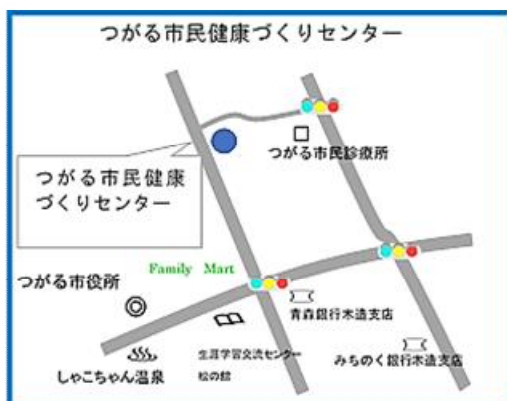 つがる市民健康づくりセンター
つがる市民診療所
つがる市民健康
づくりセンター
Family Mart
つがる市役所
青森銀行木造支店
生涯学習交流センター
松の館
みちのく銀行木造支店
しゃこちゃん温泉